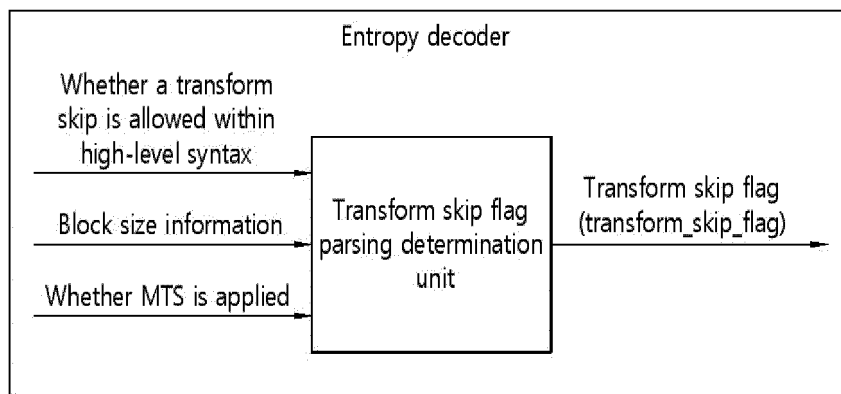 Entropy decoder
Whether a transform
skip is allowed within
high-level syntax
Block size information
Whether MTS is applied
Transform skip flag
parsing determination
unit
Transform skip flag
(transform_skip_flag)